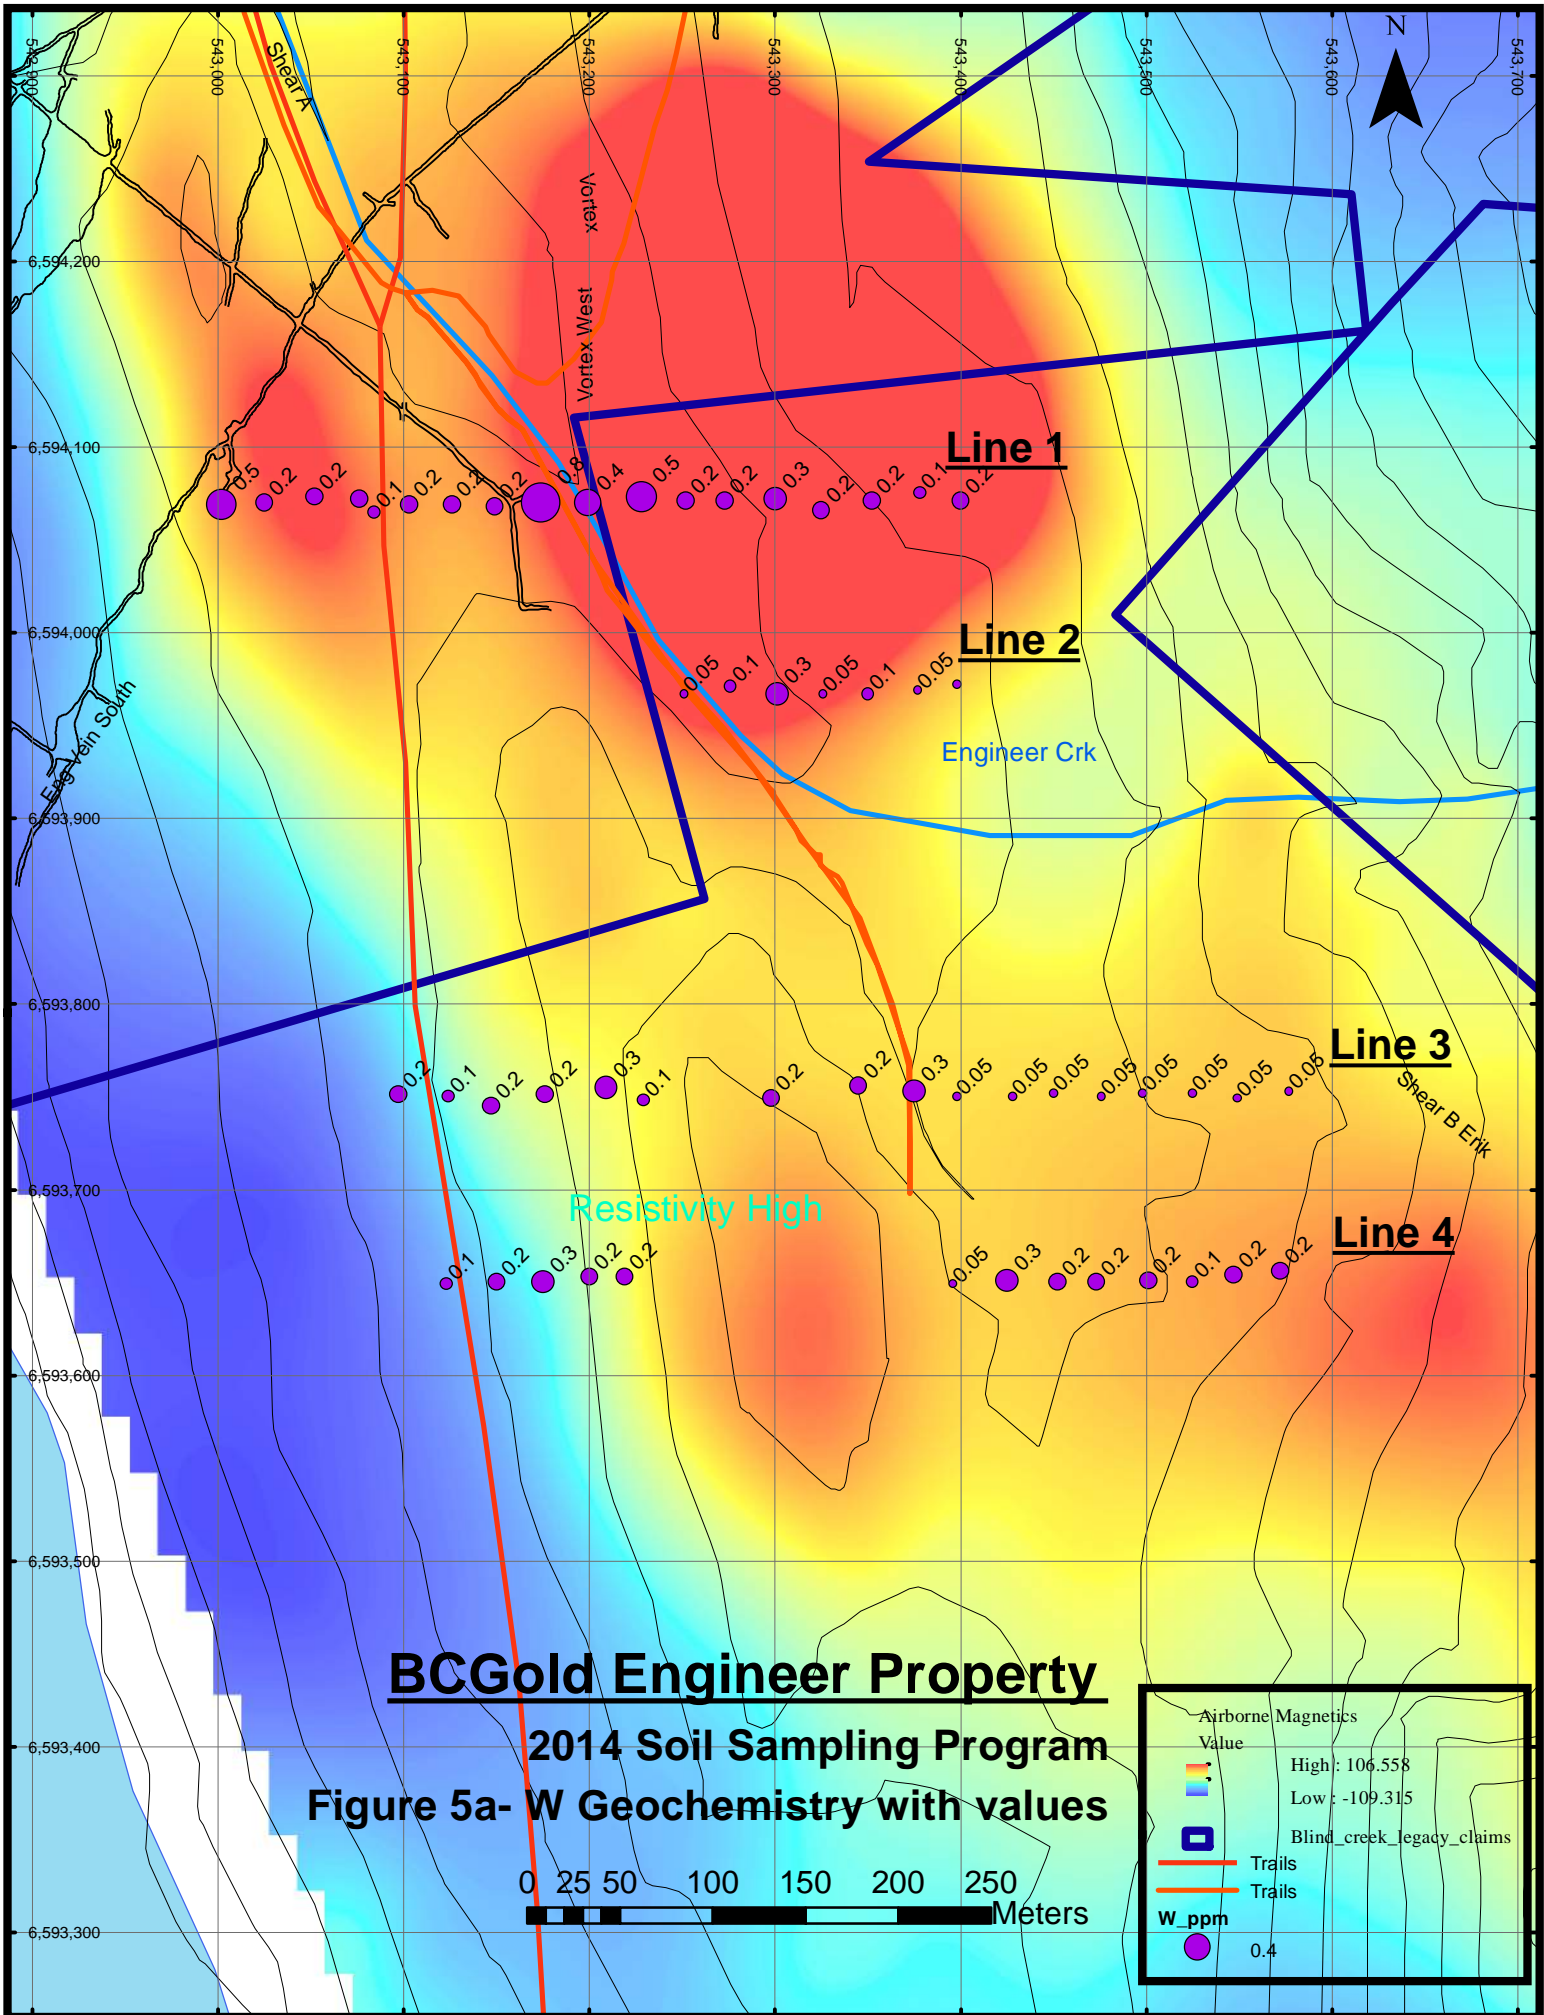 542,900
543,000
543,100
543,200
543,300
543,400
543,500
543,600
543,700
N
Shear A
Vortex
6,594,200
Vortex West
6,594,100
Line 1
0.5
0.2
0.2
0.1
0.2
0.2
0.2
0.8
0.4
0.5
0.2
0.2
0.3
0.2
0.2
0.1
0.2
6,594,000
Line 2
0.05
0.1
0.3
0.05
0.1
0.05
Eng Vein South
Engineer Crk
6,593,900
6,593,800
Line 3
0.2
0.1
0.2
0.2
0.3
0.1
0.2
0.2
0.3
0.05
0.05
0.05
0.05
0.05
0.05
0.05
0.05
Shear B Erik
6,593,700
Resistivity High
Line 4
0.1
0.2
0.3
0.2
0.2
0.05
0.3
0.2
0.2
0.2
0.1
0.2
0.2
6,593,600
6,593,500
BCGold Engineer Property
2014 Soil Sampling Program
Figure 5a- W Geochemistry with values
6,593,400
0 25 50 100 150 200 250
Meters
6,593,300
Airborne Magnetics
Value
High : 106.558
Low : -109.315
Blind_creek_legacy_claims
Trails
Trails
W_ppm
0.4